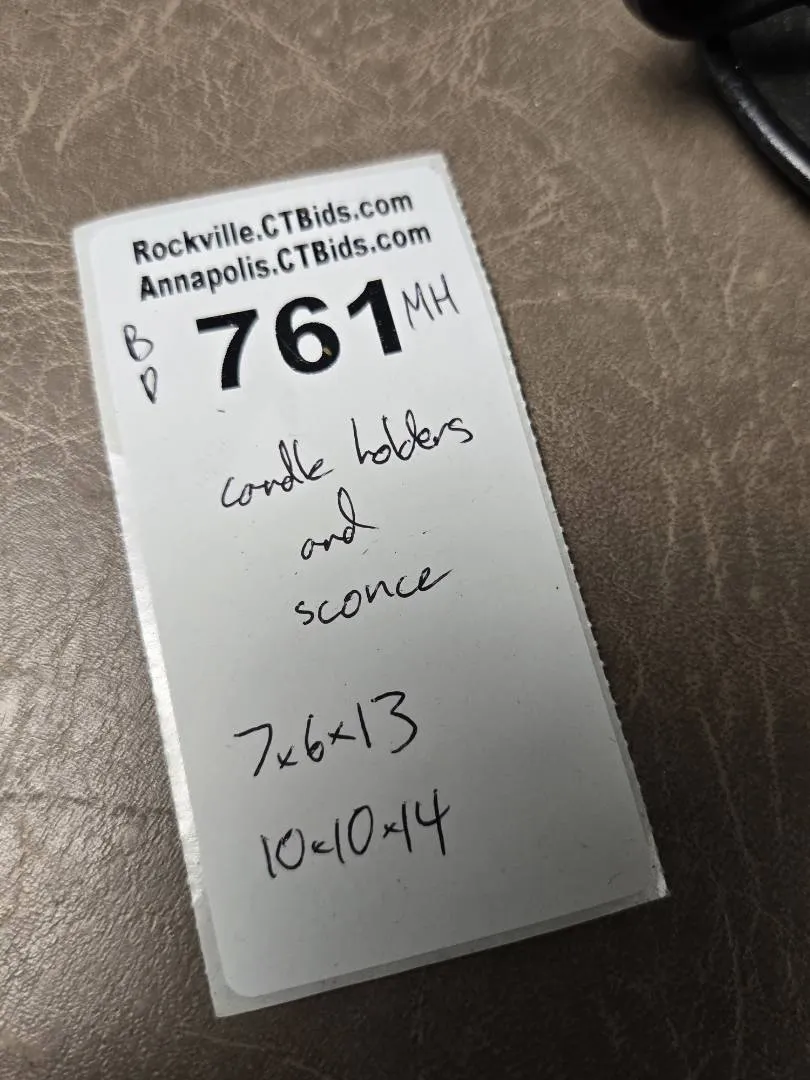 Rockville.CTBids.com
Annapolis.CTBids.com
B 761 MH
D
candle holders
and
sconce
7x6x13
10x10x14